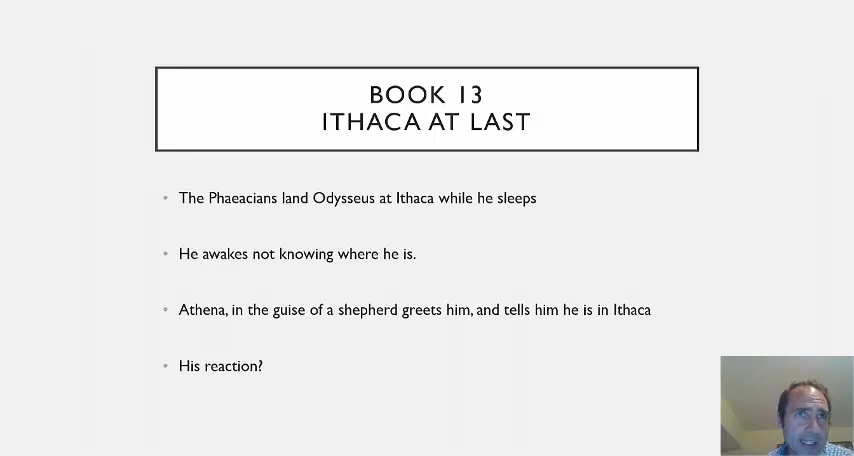 BOOK 13
ITHACA AT LAST
• The Phaeacians land Odysseus at Ithaca while he sleeps
• He awakes not knowing where he is.
• Athena, in the guise of a shepherd greets him, and tells him he is in Ithaca
• His reaction?